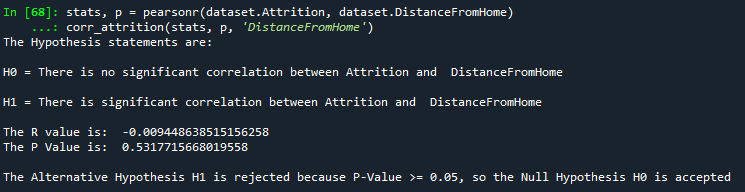 In [68]: stats, p = pearsonr(dataset.Attrition, dataset.DistanceFromHome)
...: corr_attrition(stats, p, 'DistanceFromHome')
The Hypothesis statements are:
H0 = There is no significant correlation between Attrition and  DistanceFromHome
H1 = There is significant correlation between Attrition and  DistanceFromHome
The R value is:  -0.009448638515156258
The P Value is:  0.5317715668019558
The Alternative Hypothesis H1 is rejected because P-Value >= 0.05, so the Null Hypothesis H0 is accepted